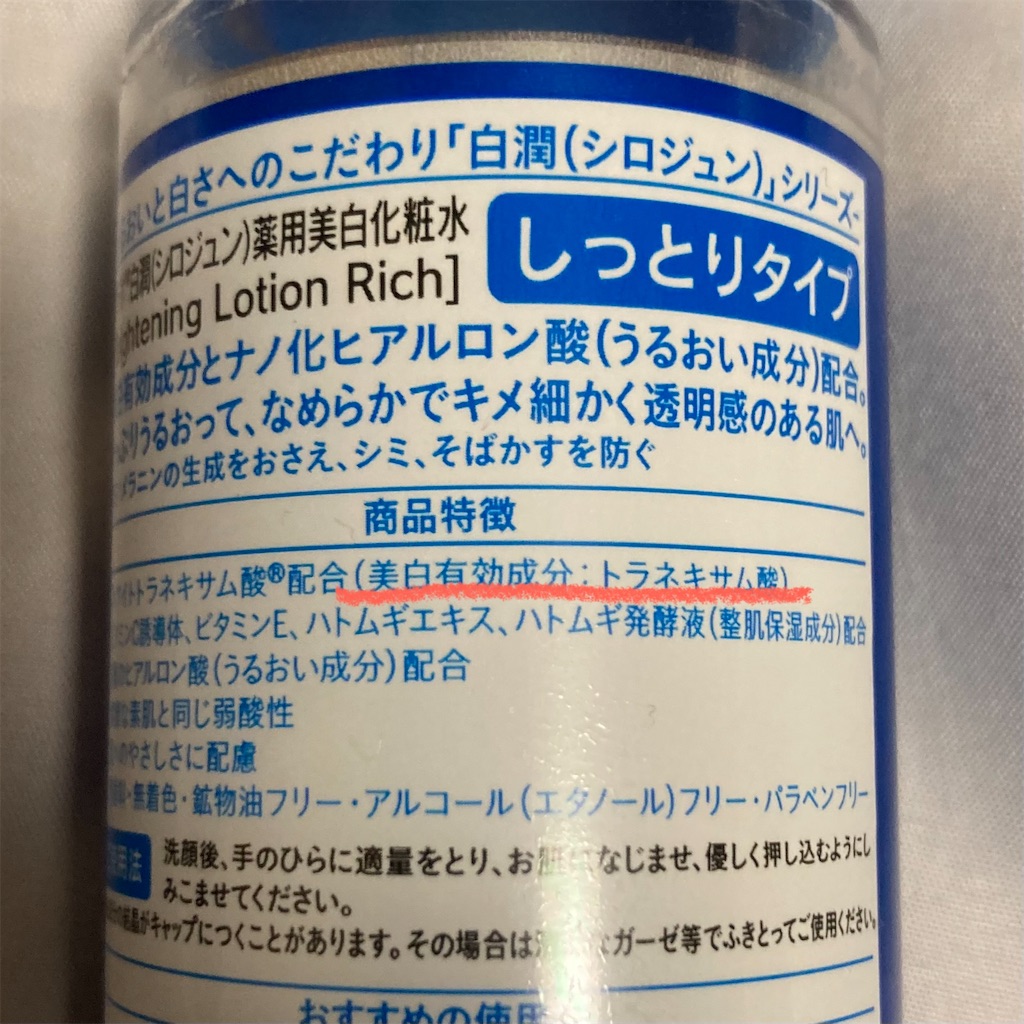 おいと白さへのこだわり「白潤(シロジュン)」シリーズ
白潤(シロジュン)薬用美白化粧水
しっとりタイプ
Lotion Rich]
有効成分とナノ化ヒアルロン酸(うるおい成分)配合。
うるおって、なめらかでキメ細かく透明感のある肌へ。
メラニンの生成をおさえ、シミ、そばかすを防ぐ
商品特徴
トラネキサム酸®配合(美白有効成分:トラネキサム酸)
C誘導体、ビタミンE、ハトムギエキス、ハトムギ発酵液(整肌保湿成分)配合
ヒアルロン酸(うるおい成分)配合
素肌と同じ弱酸性
のやさしさに配慮
・無着色・鉱物油フリー・アルコール(エタノール)フリー・パラベンフリー
洗顔後、手のひらに適量をとり、お肌になじませ、優しく押し込むようにし
みこませてください。
結晶がキャップにつくことがあります。その場合は ガーゼ等でふきとってご使用ください。
おすすめの使用